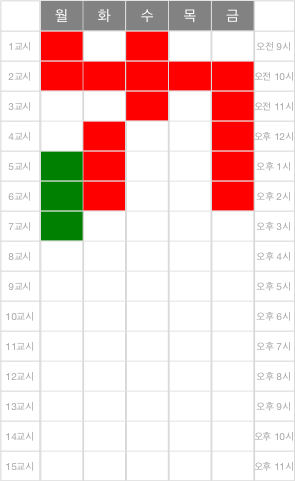 월 화 수 목 금
1교시 오전 9시
2교시 오전 10시
3교시 오전 11시
4교시 오후 12시
5교시 오후 1시
6교시 오후 2시
7교시 오후 3시
8교시 오후 4시
9교시 오후 5시
10교시 오후 6시
11교시 오후 7시
12교시 오후 8시
13교시 오후 9시
14교시 오후 10시
15교시 오후 11시